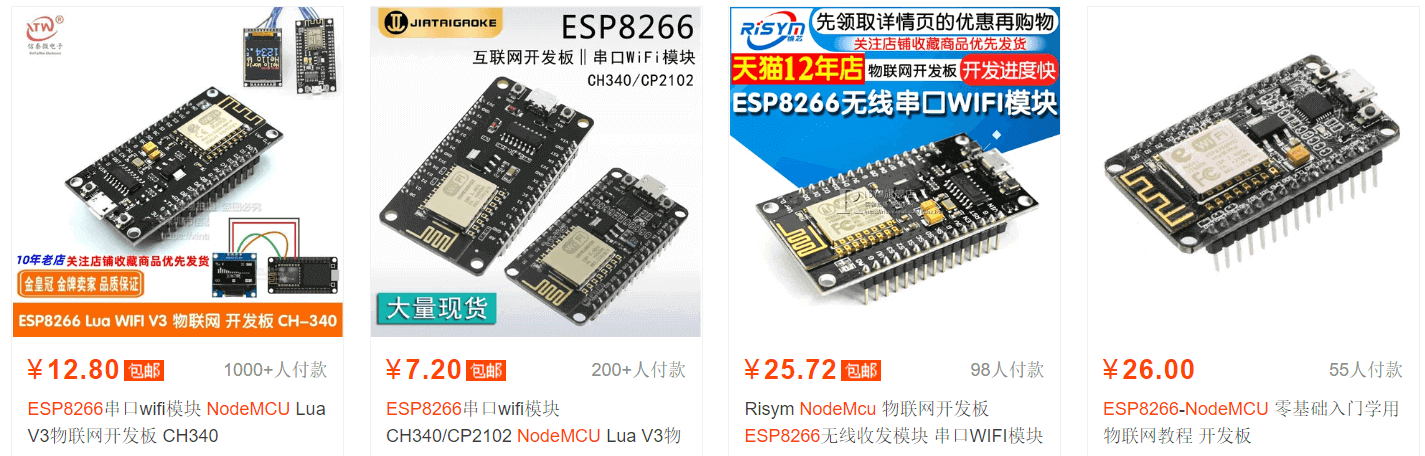 信泰微电子
10年老店 关注店铺收藏商品优先发货
金皇冠 金牌卖家 品质保证
ESP8266 Lua WIFI V3 物联网 开发板 CH-340
¥12.80 包邮 1000+人付款
ESP8266串口wifi模块 NodeMCU Lua
V3物联网开发板 CH340
JIATAIGAOKE
ESP8266
互联网开发板‖串口WiFi模块
CH340/CP2102
大量现货
¥7.20 包邮 200+人付款
ESP8266串口wifi模块
CH340/CP2102 NodeMCU Lua V3物
RISYM
先领取详情页的优惠再购物
关注店铺收藏商品优先发货
天猫12年店 物联网开发板 开发进度快
ESP8266无线串口WIFI模块
¥25.72 包邮 98人付款
Risym NodeMcu 物联网开发板
ESP8266无线收发模块 串口WIFI模块
¥26.00 55人付款
ESP8266-NodeMCU 零基础入门学用
物联网教程 开发板